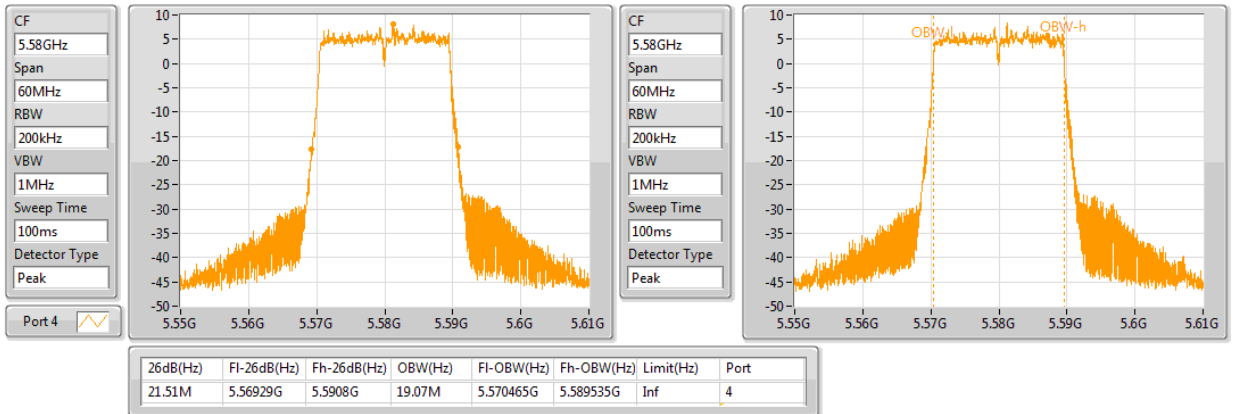 CF
5.58GHz
Span
60MHz
RBW
200kHz
VBW
1MHz
Sweep Time
100ms
Detector Type
Peak
Port 4
10
5
0
-5
-10
-15
-20
-25
-30
-35
-40
-45
-50
5.55G 5.56G 5.57G 5.58G 5.59G 5.6G 5.61G
CF
5.58GHz
Span
60MHz
RBW
200kHz
VBW
1MHz
Sweep Time
100ms
Detector Type
Peak
10
5
0
-5
-10
-15
-20
-25
-30
-35
-40
-45
-50
OBW-l OBW-h
5.55G 5.56G 5.57G 5.58G 5.59G 5.6G 5.61G
26dB(Hz) Fl-26dB(Hz) Fh-26dB(Hz) OBW(Hz) Fl-OBW(Hz) Fh-OBW(Hz) Limit(Hz) Port
21.51M 5.56929G 5.5908G 19.07M 5.570465G 5.589535G Inf 4